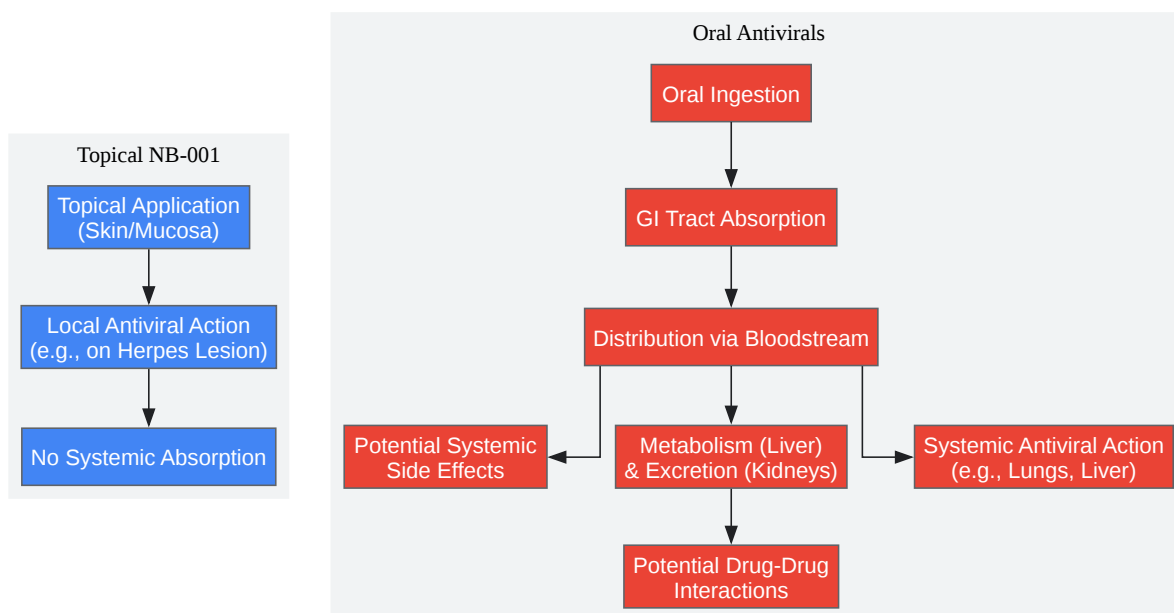 Topical NB-001
Topical Application
(Skin/Mucosa)
Local Antiviral Action
(e.g., on Herpes Lesion)
No Systemic Absorption
Oral Antivirals
Oral Ingestion
GI Tract Absorption
Distribution via Bloodstream
Potential Systemic
Side Effects
Metabolism (Liver)
& Excretion (Kidneys)
Systemic Antiviral Action
(e.g., Lungs, Liver)
Potential Drug-Drug
Interactions